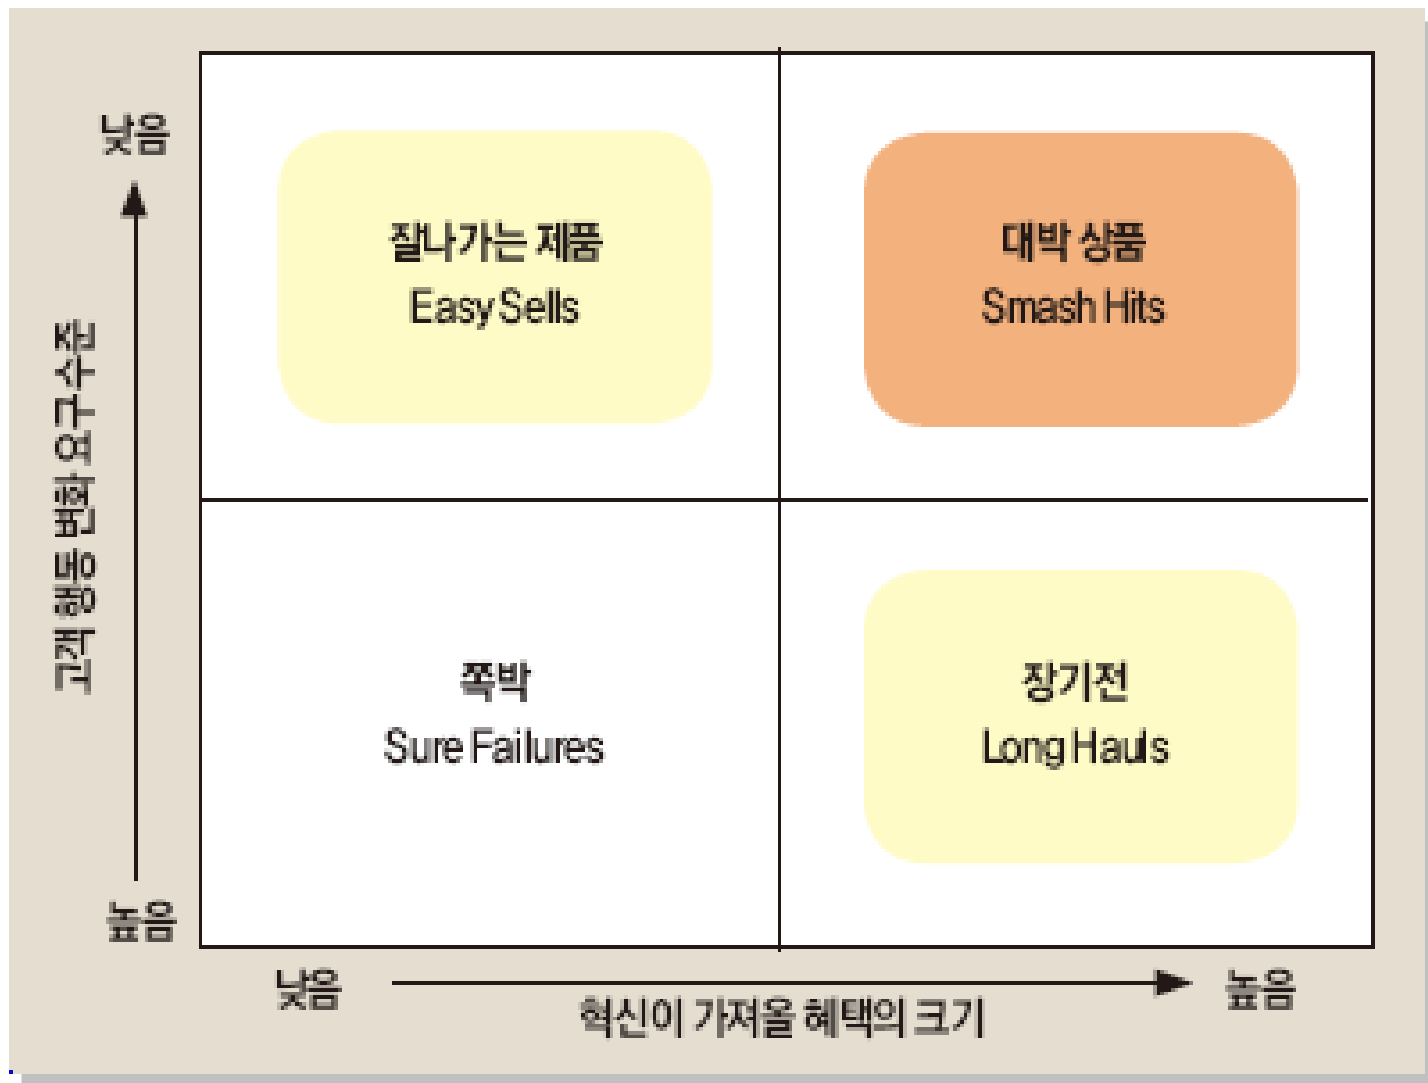 낮음
고객 행동 변화 요구수준
높음
잘나가는 제품
Easy Sells
대박 상품
Smash Hits
쪽박
Sure Failures
장기전
Long Hauls
낮음
혁신이 가져올 혜택의 크기
높음